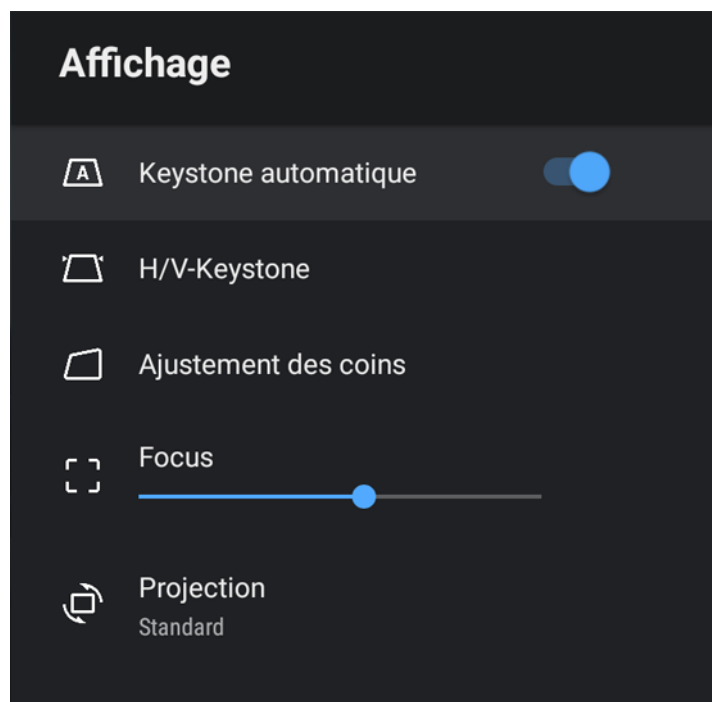 Affichage
A
Keystone automatique
H/V-Keystone
Ajustement des coins
Focus
Projection
Standard